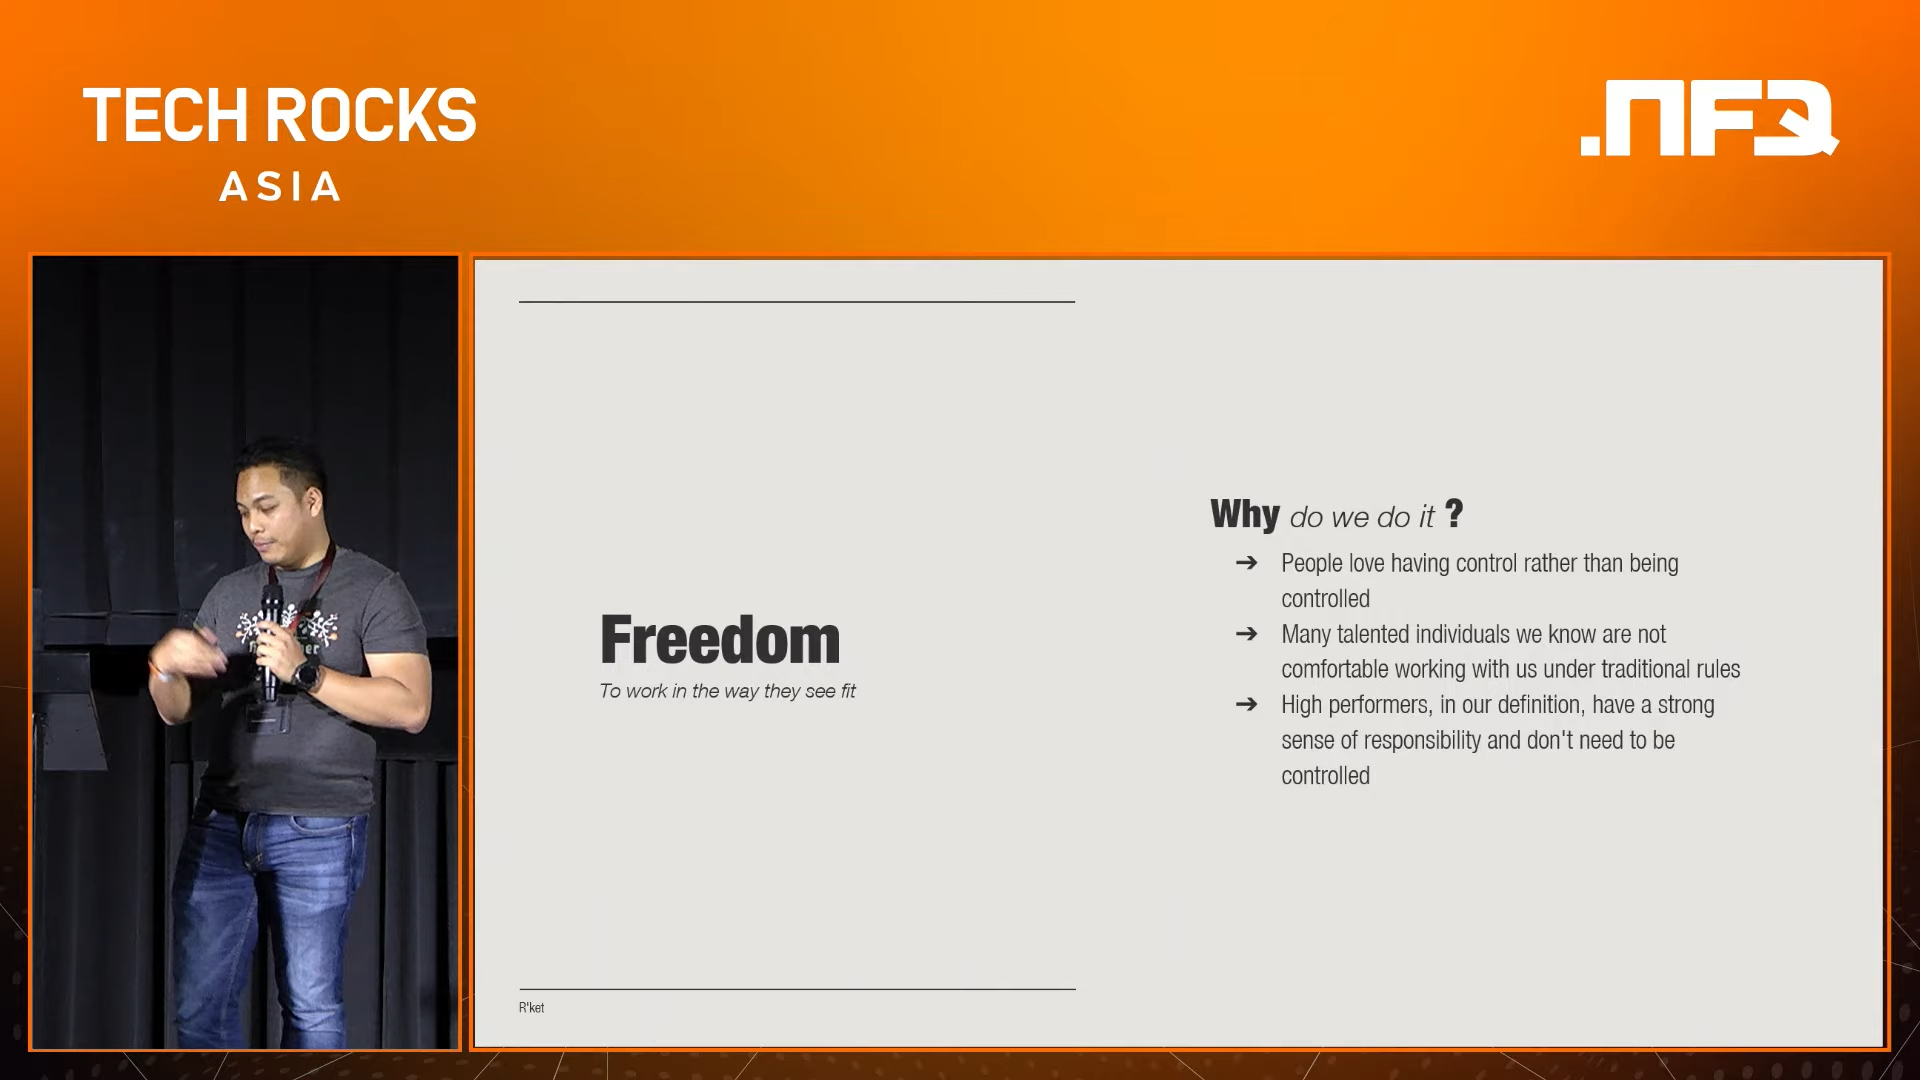 TECH ROCKS
ASIA
.NFQ
Freedom
To work in the way they see fit
Why do we do it ?
➔ People love having control rather than being
controlled
➔ Many talented individuals we know are not
comfortable working with us under traditional rules
➔ High performers, in our definition, have a strong
sense of responsibility and don't need to be
controlled
R'ket